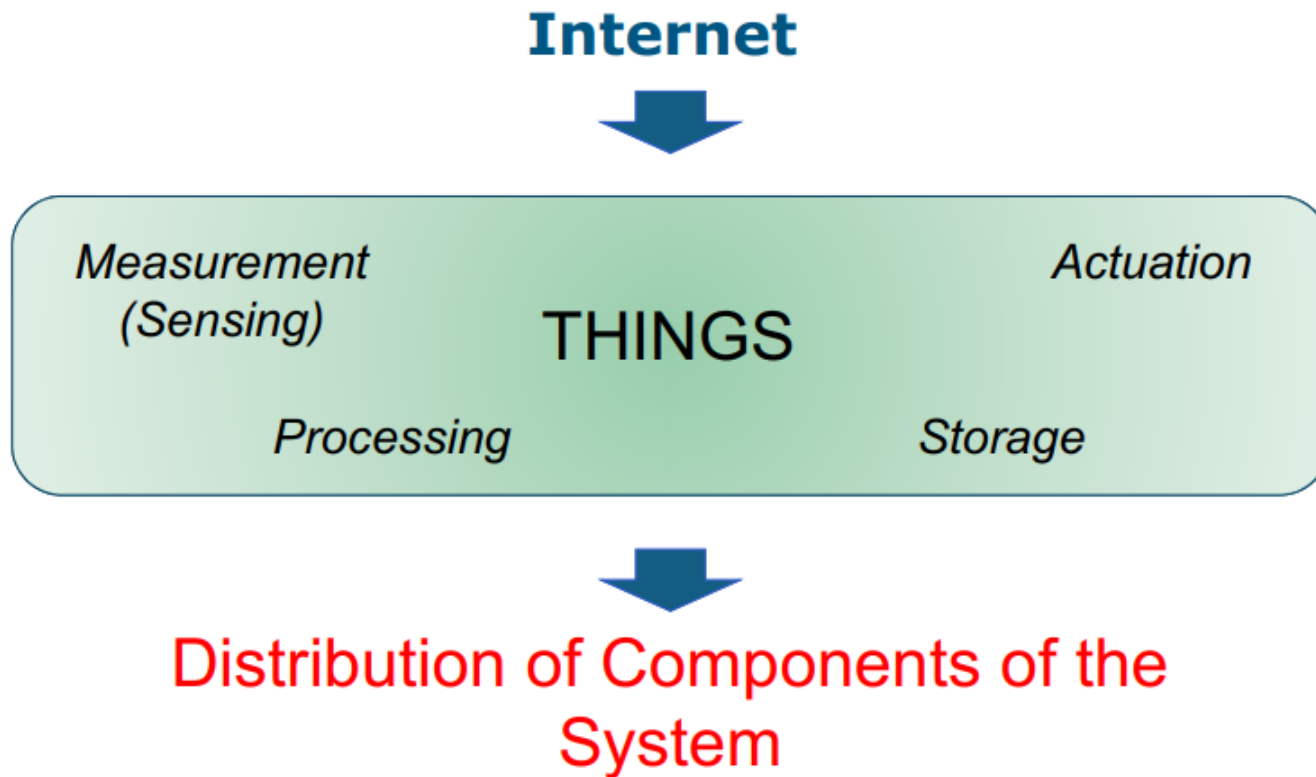 Internet
Measurement
(Sensing)
Actuation
THINGS
Processing
Storage
Distribution of Components of the
System